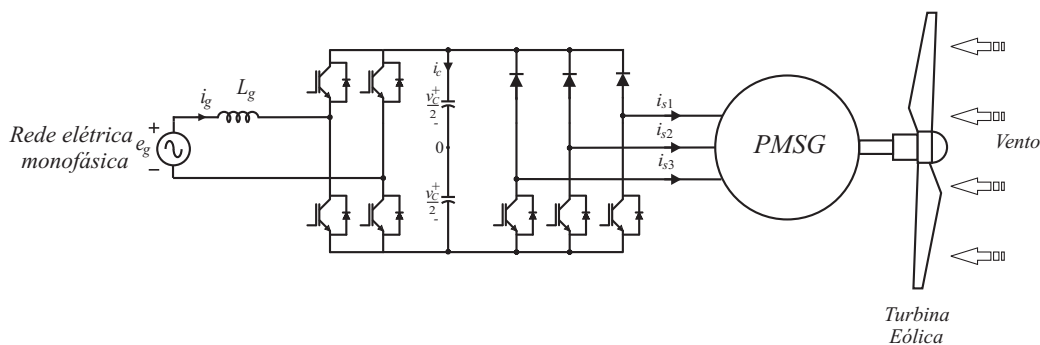 Rede elétrica
monofásica
+
e_g
−
i_g
L_g
i_c
v_C/2
+
-
0
v_C/2
+
-
i_s1
i_s2
i_s3
PMSG
Vento
Turbina
Eólica